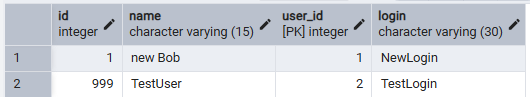 id name user_id login
integer character varying (15) [PK] integer character varying (30)
1 1 new Bob 1 NewLogin
2 999 TestUser 2 TestLogin